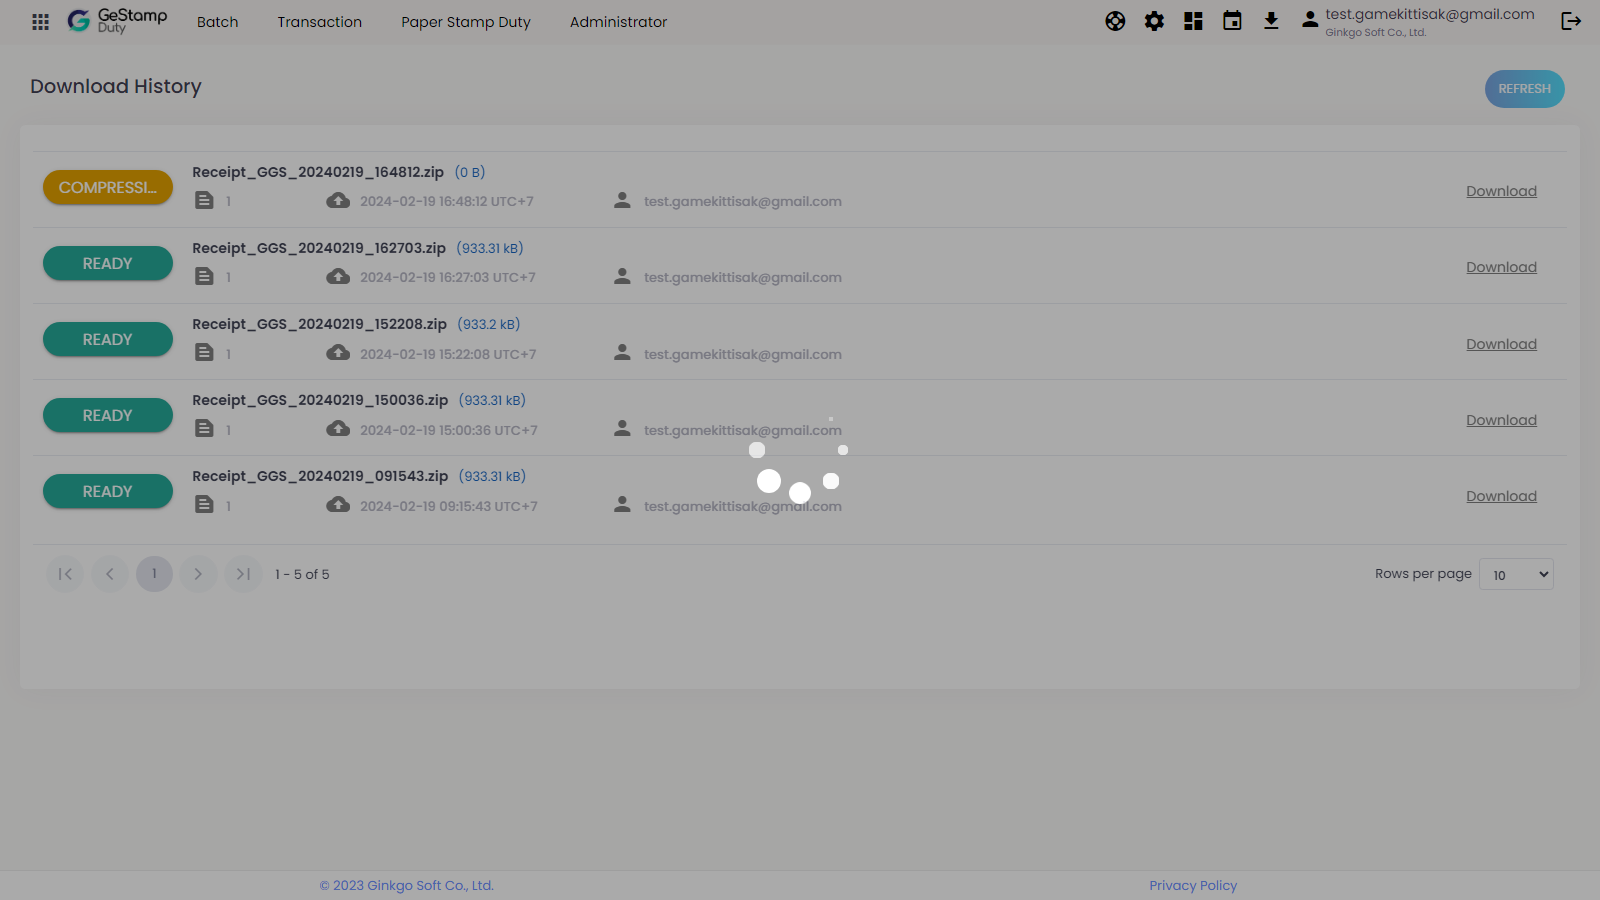 GeStamp
Duty
Batch
Transaction
Paper Stamp Duty
Administrator
test.gamekittisak@gmail.com
Ginkgo Soft Co., Ltd.
Download History
REFRESH
COMPRESSI...
Receipt_GGS_20240219_164812.zip (0 B)
1
2024-02-19 16:48:12 UTC+7
test.gamekittisak@gmail.com
Download
READY
Receipt_GGS_20240219_162703.zip (933.31 kB)
1
2024-02-19 16:27:03 UTC+7
test.gamekittisak@gmail.com
Download
READY
Receipt_GGS_20240219_152208.zip (933.2 kB)
1
2024-02-19 15:22:08 UTC+7
test.gamekittisak@gmail.com
Download
READY
Receipt_GGS_20240219_150036.zip (933.31 kB)
1
2024-02-19 15:00:36 UTC+7
test.gamekittisak@gmail.com
Download
READY
Receipt_GGS_20240219_091543.zip (933.31 kB)
1
2024-02-19 09:15:43 UTC+7
test.gamekittisak@gmail.com
Download
1
1 - 5 of 5
Rows per page
10
© 2023 Ginkgo Soft Co., Ltd.
Privacy Policy